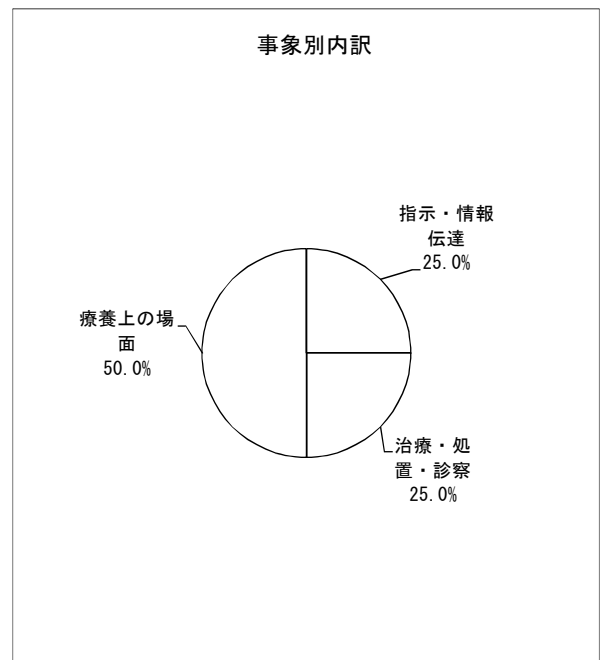 事象別内訳
指示・情報
伝達
25.0%
療養上の場
面
50.0%
治療・処
置・診察
25.0%